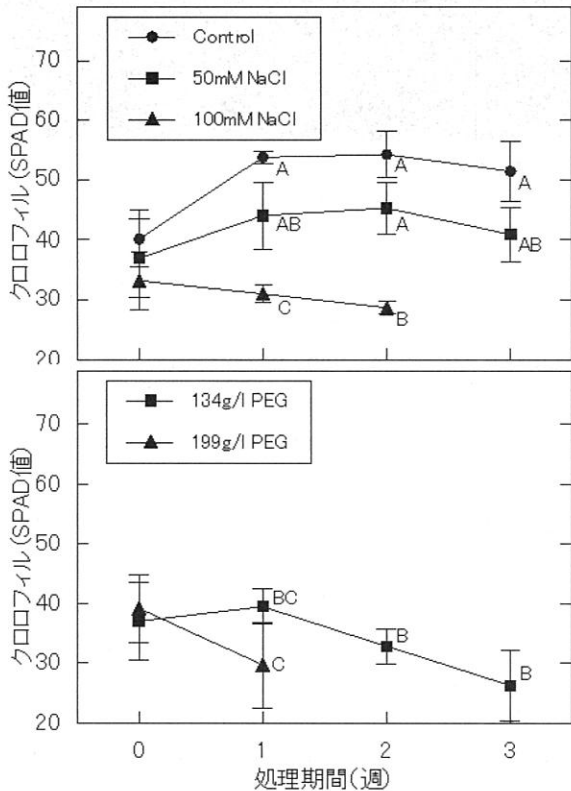 Control
50mM NaCl
100mM NaCl
クロロフィル(SPAD値)
70
60
50
40
30
20
A
A
A
AB
A
AB
C
B
134g/l PEG
199g/l PEG
クロロフィル(SPAD値)
70
60
50
40
30
20
BC
B
B
C
0 1 2 3
処理期間(週)